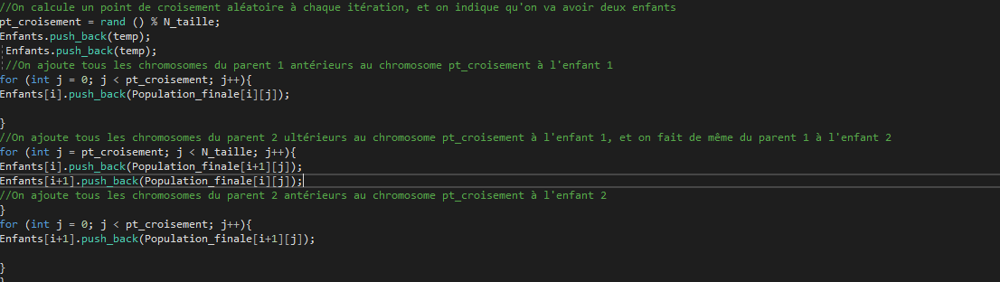 //On calcule un point de croisement aléatoire à chaque itération, et on indique qu'on va avoir deux enfants
pt_croisement = rand () % N_taille;
Enfants.push_back(temp);
Enfants.push_back(temp);
//On ajoute tous les chromosomes du parent 1 antérieurs au chromosome pt_croisement à l'enfant 1
for (int j = 0; j < pt_croisement; j++){
Enfants[i].push_back(Population_finale[i][j]);
}
//On ajoute tous les chromosomes du parent 2 ultérieurs au chromosome pt_croisement à l'enfant 1, et on fait de même du parent 1 à l'enfant 2
for (int j = pt_croisement; j < N_taille; j++){
Enfants[i].push_back(Population_finale[i+1][j]);
Enfants[i+1].push_back(Population_finale[i][j]);
//On ajoute tous les chromosomes du parent 2 antérieurs au chromosome pt_croisement à l'enfant 2
}
for (int j = 0; j < pt_croisement; j++){
Enfants[i+1].push_back(Population_finale[i+1][j]);
}
}